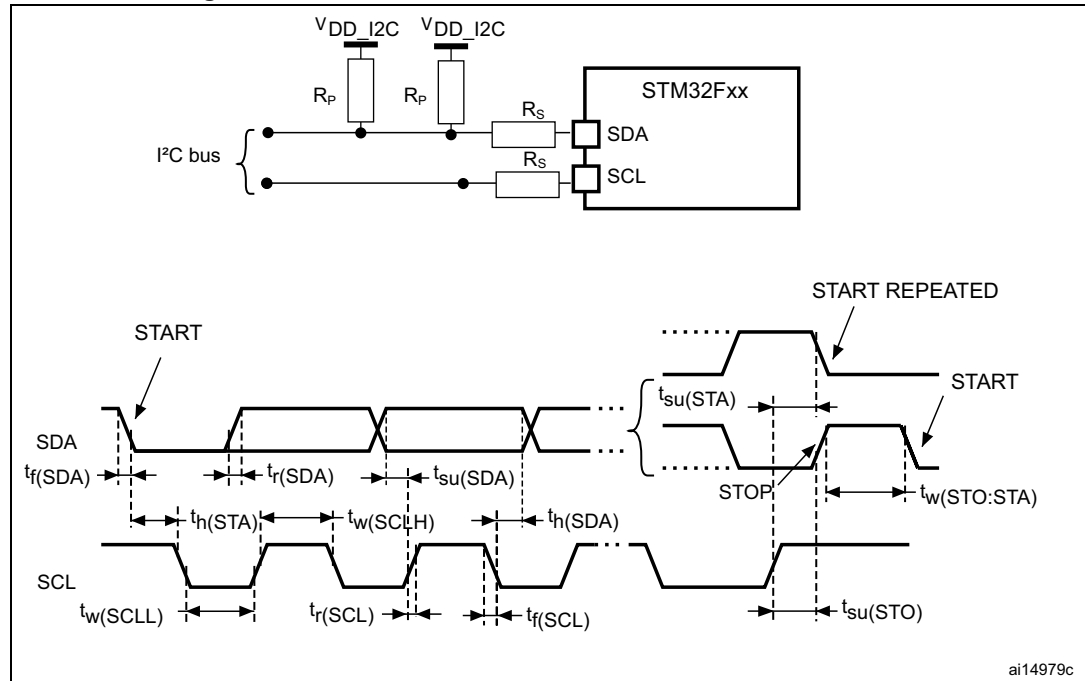 VDD_I2C VDD_I2C
STM32Fxx
RP RP RS
SDA
I²C bus
RS
SCL
START REPEATED
START
tsu(STA) START
SDA
tf(SDA) tr(SDA) tsu(SDA) STOP tw(STO:STA)
th(STA) tw(SCLH) th(SDA)
SCL
tw(SCLL) tr(SCL) tf(SCL) tsu(STO)
ai14979c